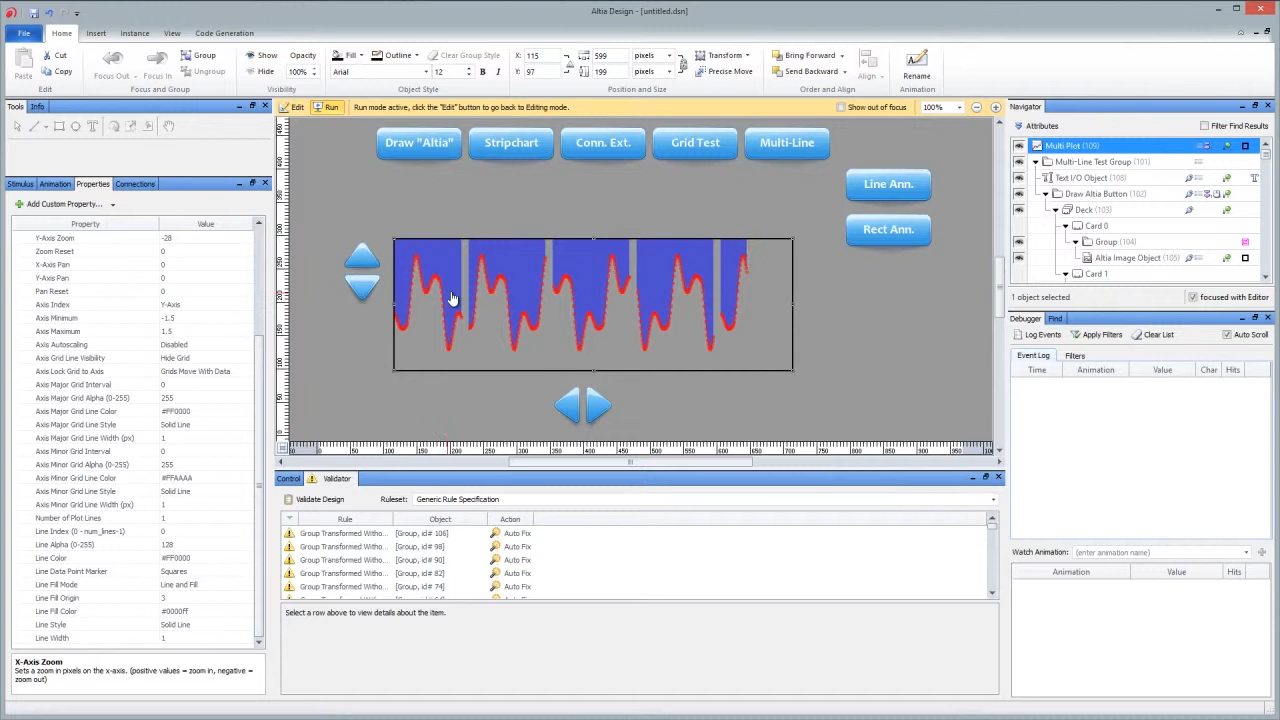 Altia Design - [untitled.dsn]
File Home Insert Instance View Code Generation
Paste Cut Copy Edit
Focus Out Focus In Group Ungroup Focus and Group
Show Hide Opacity 100% Visibility
Fill Outline Clear Group Style Arial 12 B I Object Style
X: 115 599 pixels Y: 97 199 pixels Transform Precise Move Position and Size
Bring Forward Send Backward Align Order and Align
Rename Animation
Tools Info
Edit Run Run mode active, click the "Edit" button to go back to Editing mode. Show out of focus 100%
Stimulus Animation Properties Connections
Add Custom Property...
Property Value
Y-Axis Zoom -28
Zoom Reset 0
X-Axis Pan 0
Y-Axis Pan 0
Pan Reset 0
Axis Index Y-Axis
Axis Minimum -1.5
Axis Maximum 1.5
Axis Autoscaling Disabled
Axis Grid Line Visibility Hide Grid
Axis Lock Grid to Axis Grids Move With Data
Axis Major Grid Interval 0
Axis Major Grid Alpha (0-255) 255
Axis Major Grid Line Color #FF0000
Axis Major Grid Line Style Solid Line
Axis Major Grid Line Width (px) 1
Axis Minor Grid Interval 0
Axis Minor Grid Alpha (0-255) 255
Axis Minor Grid Line Color #FFAAAA
Axis Minor Grid Line Style Solid Line
Axis Minor Grid Line Width (px) 1
Number of Plot Lines 1
Line Index (0 - num_lines-1) 0
Line Alpha (0-255) 128
Line Color #FF0000
Line Data Point Marker Squares
Line Fill Mode Line and Fill
Line Fill Origin 3
Line Fill Color #0000ff
Line Style Solid Line
Line Width 1
X-Axis Zoom
Sets a zoom in pixels on the x-axis. (positive values = zoom in, negative =
zoom out)
Draw "Altia" Stripchart Conn. Ext. Grid Test Multi-Line
Line Ann.
Rect Ann.
Control Validator
Validate Design Ruleset: Generic Rule Specification
Rule Object Action
Group Transformed Witho... [Group, id# 106] Auto Fix
Group Transformed Witho... [Group, id# 98] Auto Fix
Group Transformed Witho... [Group, id# 90] Auto Fix
Group Transformed Witho... [Group, id# 82] Auto Fix
Group Transformed Witho... [Group, id# 74] Auto Fix
Select a row above to view details about the item.
Navigator
Attributes Filter Find Results
Multi Plot (109)
Multi-Line Test Group (101)
Text I/O Object (108)
Draw Altia Button (102)
Deck (103)
Card 0
Group (104)
Altia Image Object (105)
Card 1
1 object selected focused with Editor
Debugger Find
Log Events Apply Filters Clear List Auto Scroll
Event Log Filters
Time Animation Value Char Hits
Watch Animation: (enter animation name)
Animation Value Hits